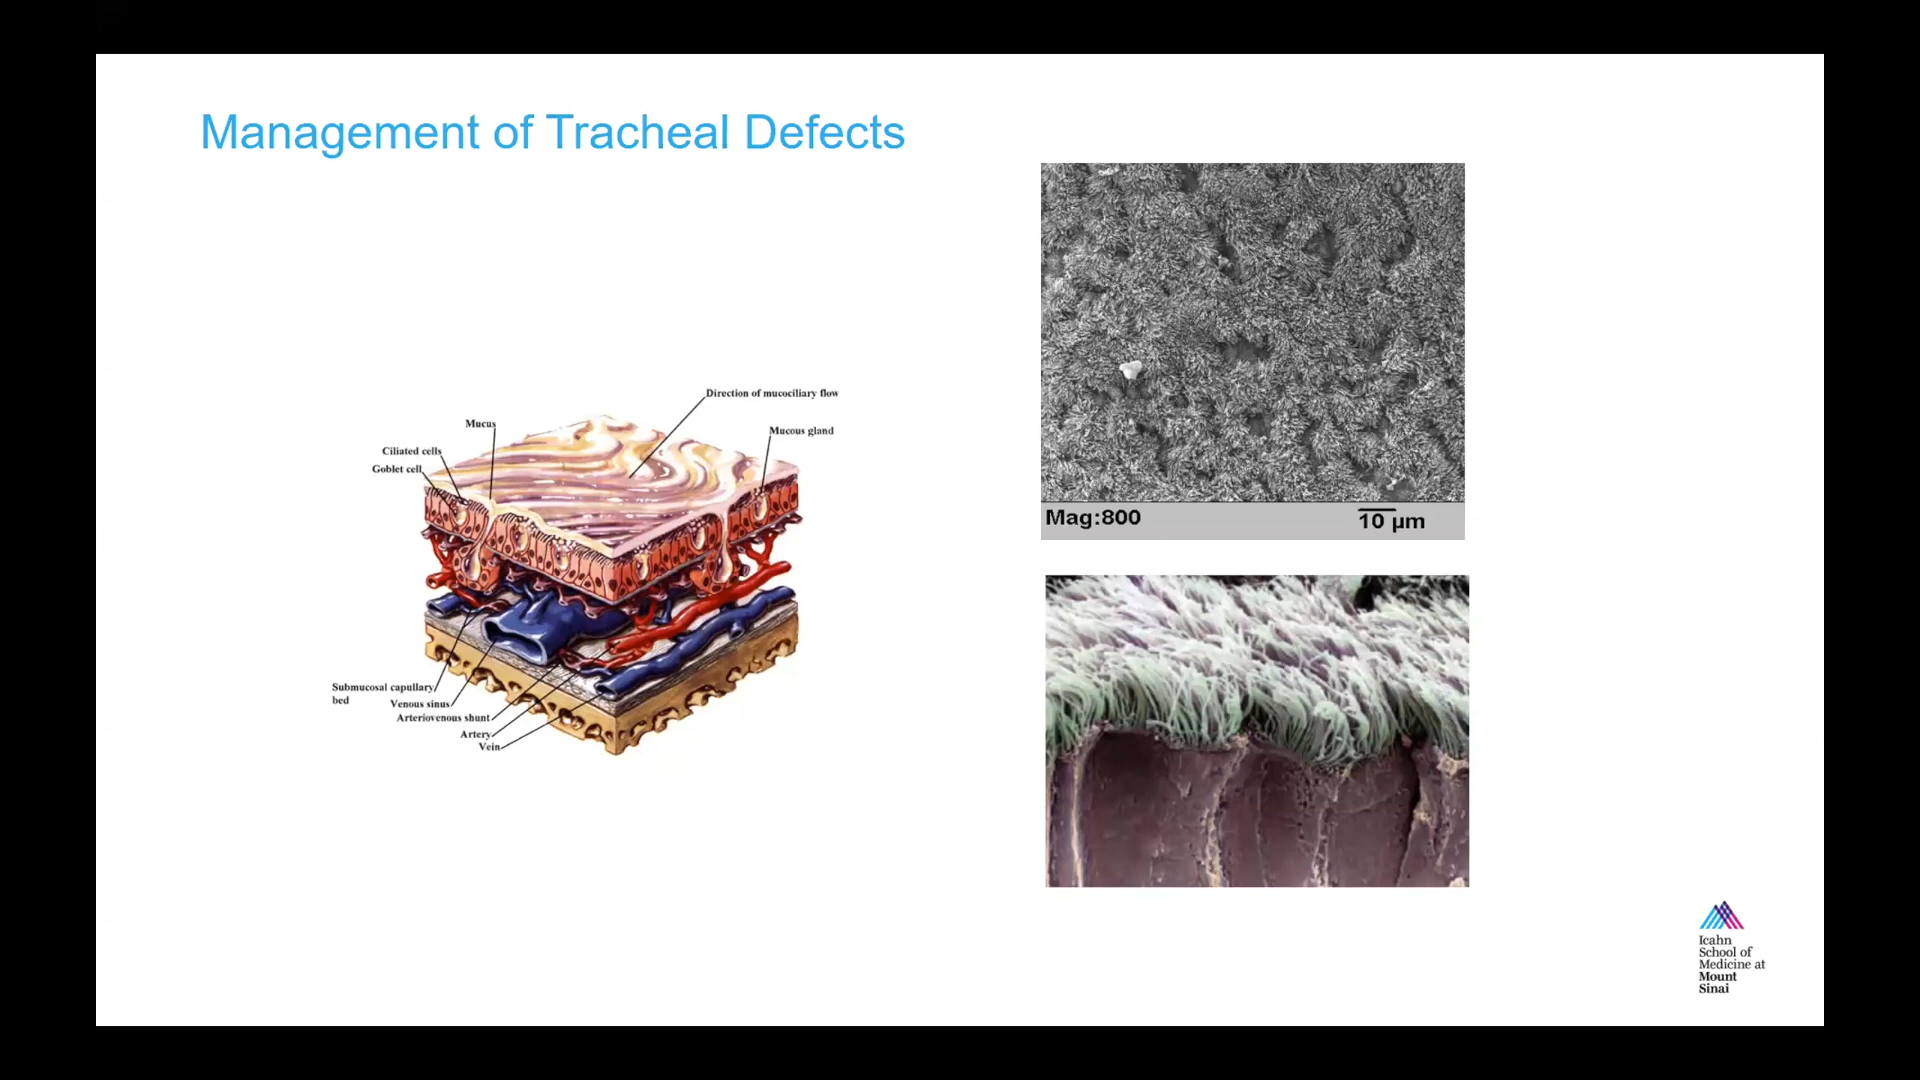 Management of Tracheal Defects
Direction of mucociliary flow
Mucus
Mucous gland
Ciliated cells
Goblet cell
Submucosal capillary
bed
Venous sinus
Arteriovenous shunt
Artery
Vein
Mag:800
10 µm
Icahn
School of
Medicine at
Mount
Sinai